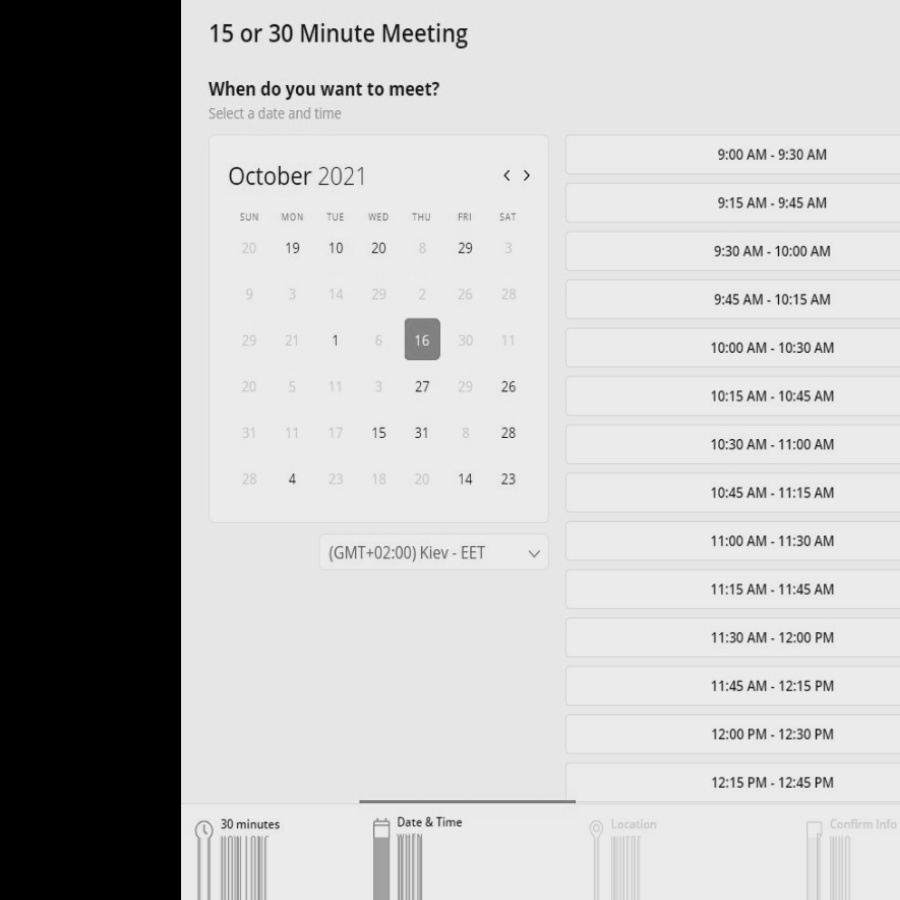 15 or 30 Minute Meeting
When do you want to meet?
Select a date and time
October 2021
SUN MON TUE WED THU FRI SAT
20 19 10 20 8 29 3
9 3 14 29 2 26 28
29 21 1 6 16 30 11
20 5 11 3 27 29 26
31 11 17 15 31 8 28
28 4 23 18 20 14 23
(GMT+02:00) Kiev - EET
9:00 AM - 9:30 AM
9:15 AM - 9:45 AM
9:30 AM - 10:00 AM
9:45 AM - 10:15 AM
10:00 AM - 10:30 AM
10:15 AM - 10:45 AM
10:30 AM - 11:00 AM
10:45 AM - 11:15 AM
11:00 AM - 11:30 AM
11:15 AM - 11:45 AM
11:30 AM - 12:00 PM
11:45 AM - 12:15 PM
12:00 PM - 12:30 PM
12:15 PM - 12:45 PM
30 minutes
Date & Time
Location
Confirm Info